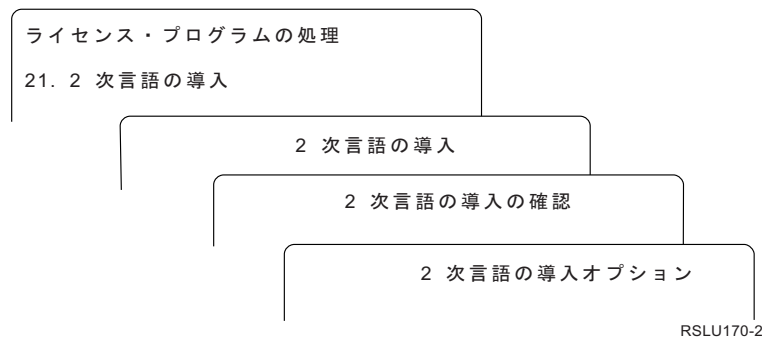 ライセンス・プログラムの処理
21. 2 次言語の導入
2 次言語の導入
2 次言語の導入の確認
2 次言語の導入オプション
RSLU170-2